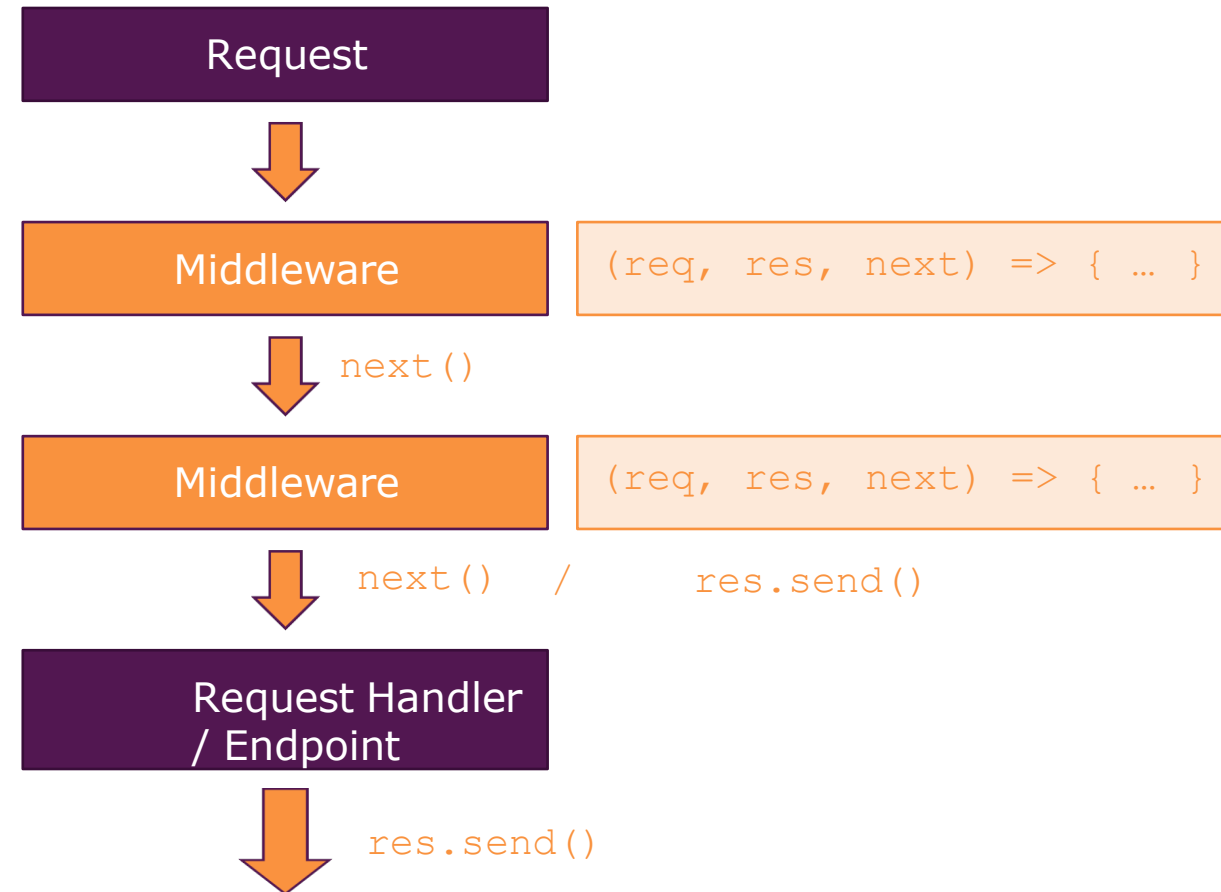 Request
Middleware
(req, res, next) => { … }
next()
Middleware
(req, res, next) => { … }
next() / res.send()
Request Handler
/ Endpoint
res.send()